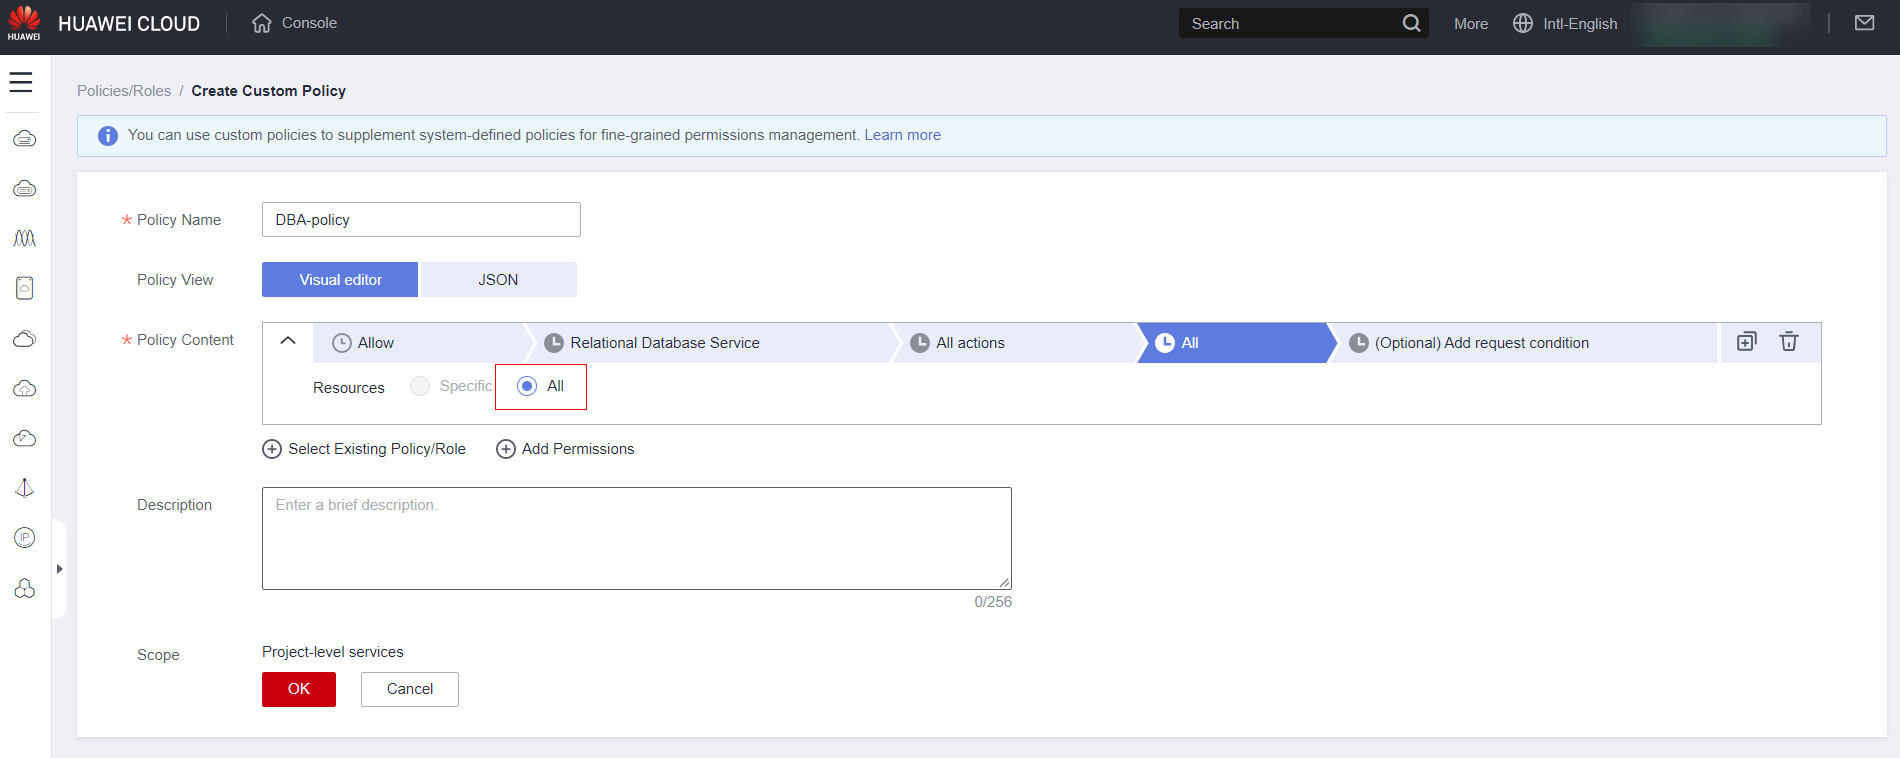 HUAWEI
HUAWEI CLOUD
Console
Search
More
Intl-English
Policies/Roles / Create Custom Policy
You can use custom policies to supplement system-defined policies for fine-grained permissions management. Learn more
* Policy Name
DBA-policy
Policy View
Visual editor
JSON
* Policy Content
Allow
Relational Database Service
All actions
All
(Optional) Add request condition
Resources
Specific
All
Select Existing Policy/Role
Add Permissions
Description
Enter a brief description.
0/256
IP
Scope
Project-level services
OK
Cancel